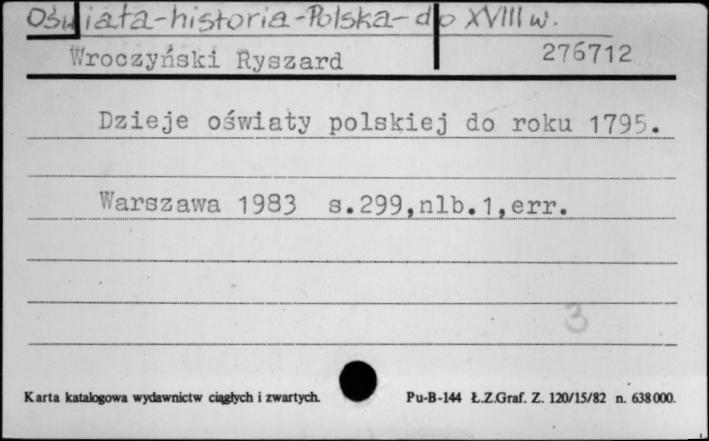 Oświata-historia-Polska-do XVIII w.
Wroczyński Ryszard 276712
Dzieje oświaty polskiej do roku 1795.
Warszawa 1983 s.299,nlb.1,err.
3
Karta katalogowa wydawnictw ciągłych i zwartych. Pu-B-144 Ł.Z.Graf. Z. 120/15/82 n. 638000.